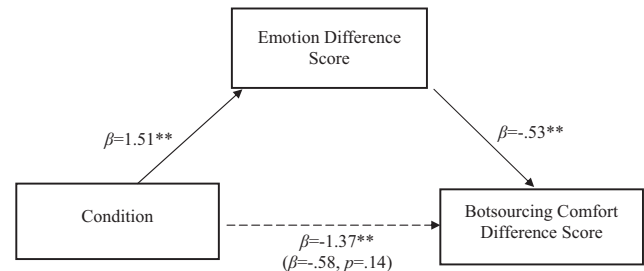 Emotion Difference
Score
β=1.51**
β=-.53**
Condition
Botsourcing Comfort
Difference Score
β=-1.37**
(β=-.58, p=.14)